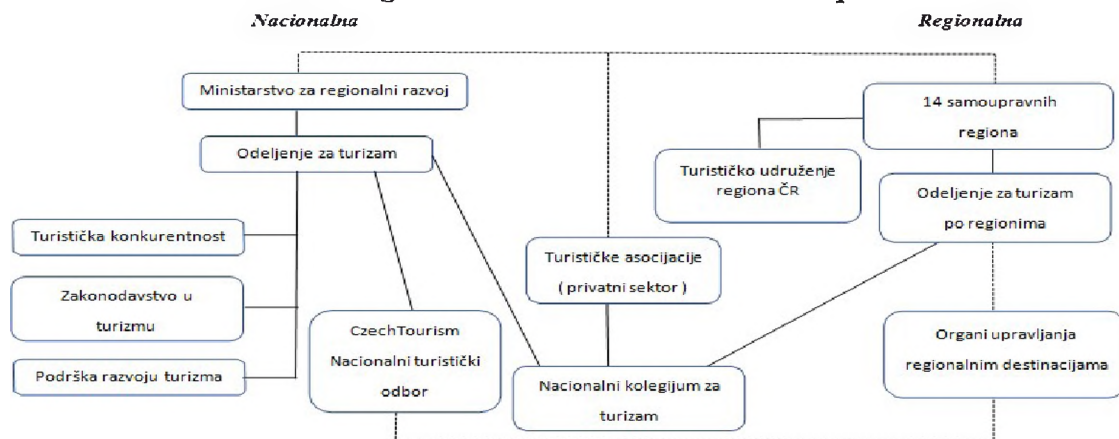 Nacionalna
Regionalna
Ministarstvo za regionalni razvoj
14 samoupravnih
regiona
Odeljenje za turizam
Turističko udruženje
regiona ČR
Odeljenje za turizam
po regionima
Turistička konkurentnost
Turističke asocijacije
( privatni sektor )
Zakonodavstvo u
turizmu
CzechTourism
Nacionalni turistički
odbor
Organi upravljanja
regionalnim destinacijama
Podrška razvoju turizma
Nacionalni kolegijum za
turizam